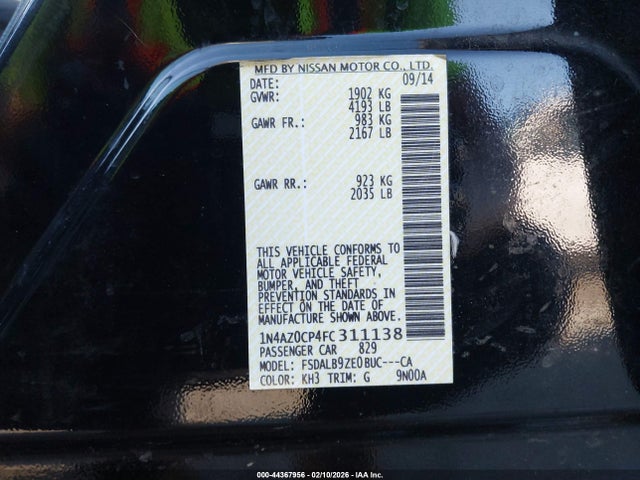 MFD BY NISSAN MOTOR CO., LTD.
DATE: 09/14
GVWR: 1902 KG
4193 LB
GAWR FR.: 983 KG
2167 LB
GAWR RR.: 923 KG
2035 LB
THIS VEHICLE CONFORMS TO
ALL APPLICABLE FEDERAL
MOTOR VEHICLE SAFETY,
BUMPER, AND THEFT
PREVENTION STANDARDS IN
EFFECT ON THE DATE OF
MANUFACTURE SHOWN ABOVE.
1N4AZ0CP4FC311138
PASSENGER CAR 829
MODEL: FSDALB9ZE0BUC---CA
COLOR: KH3 TRIM: G 9N00A
000-44367956 - 02/10/2026 - IAA Inc.